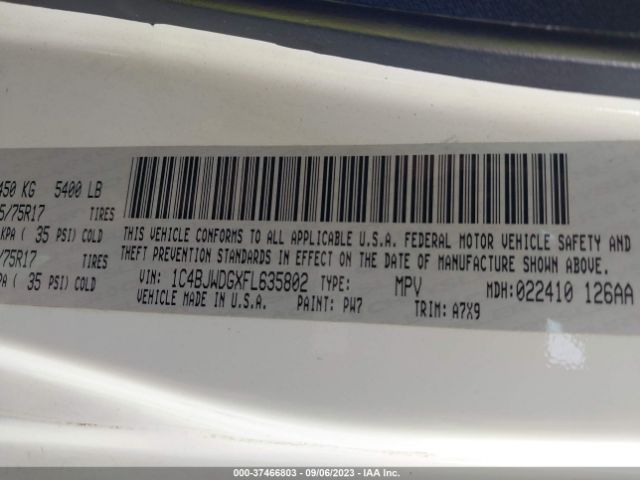 450 KG 5400 LB
5/75R17 TIRES
KPA ( 35 PSI) COLD
/75R17 TIRES
KPA ( 35 PSI) COLD
THIS VEHICLE CONFORMS TO ALL APPLICABLE U.S.A. FEDERAL MOTOR VEHICLE SAFETY AND
THEFT PREVENTION STANDARDS IN EFFECT ON THE DATE OF MANUFACTURE SHOWN ABOVE.
VIN: 1C4BJWDGXFL635802 TYPE: MPV MDH:022410 126AA
VEHICLE MADE IN U.S.A. PAINT: PW7 TRIM: A7X9
000-37466803 - 09/06/2023 - IAA Inc.